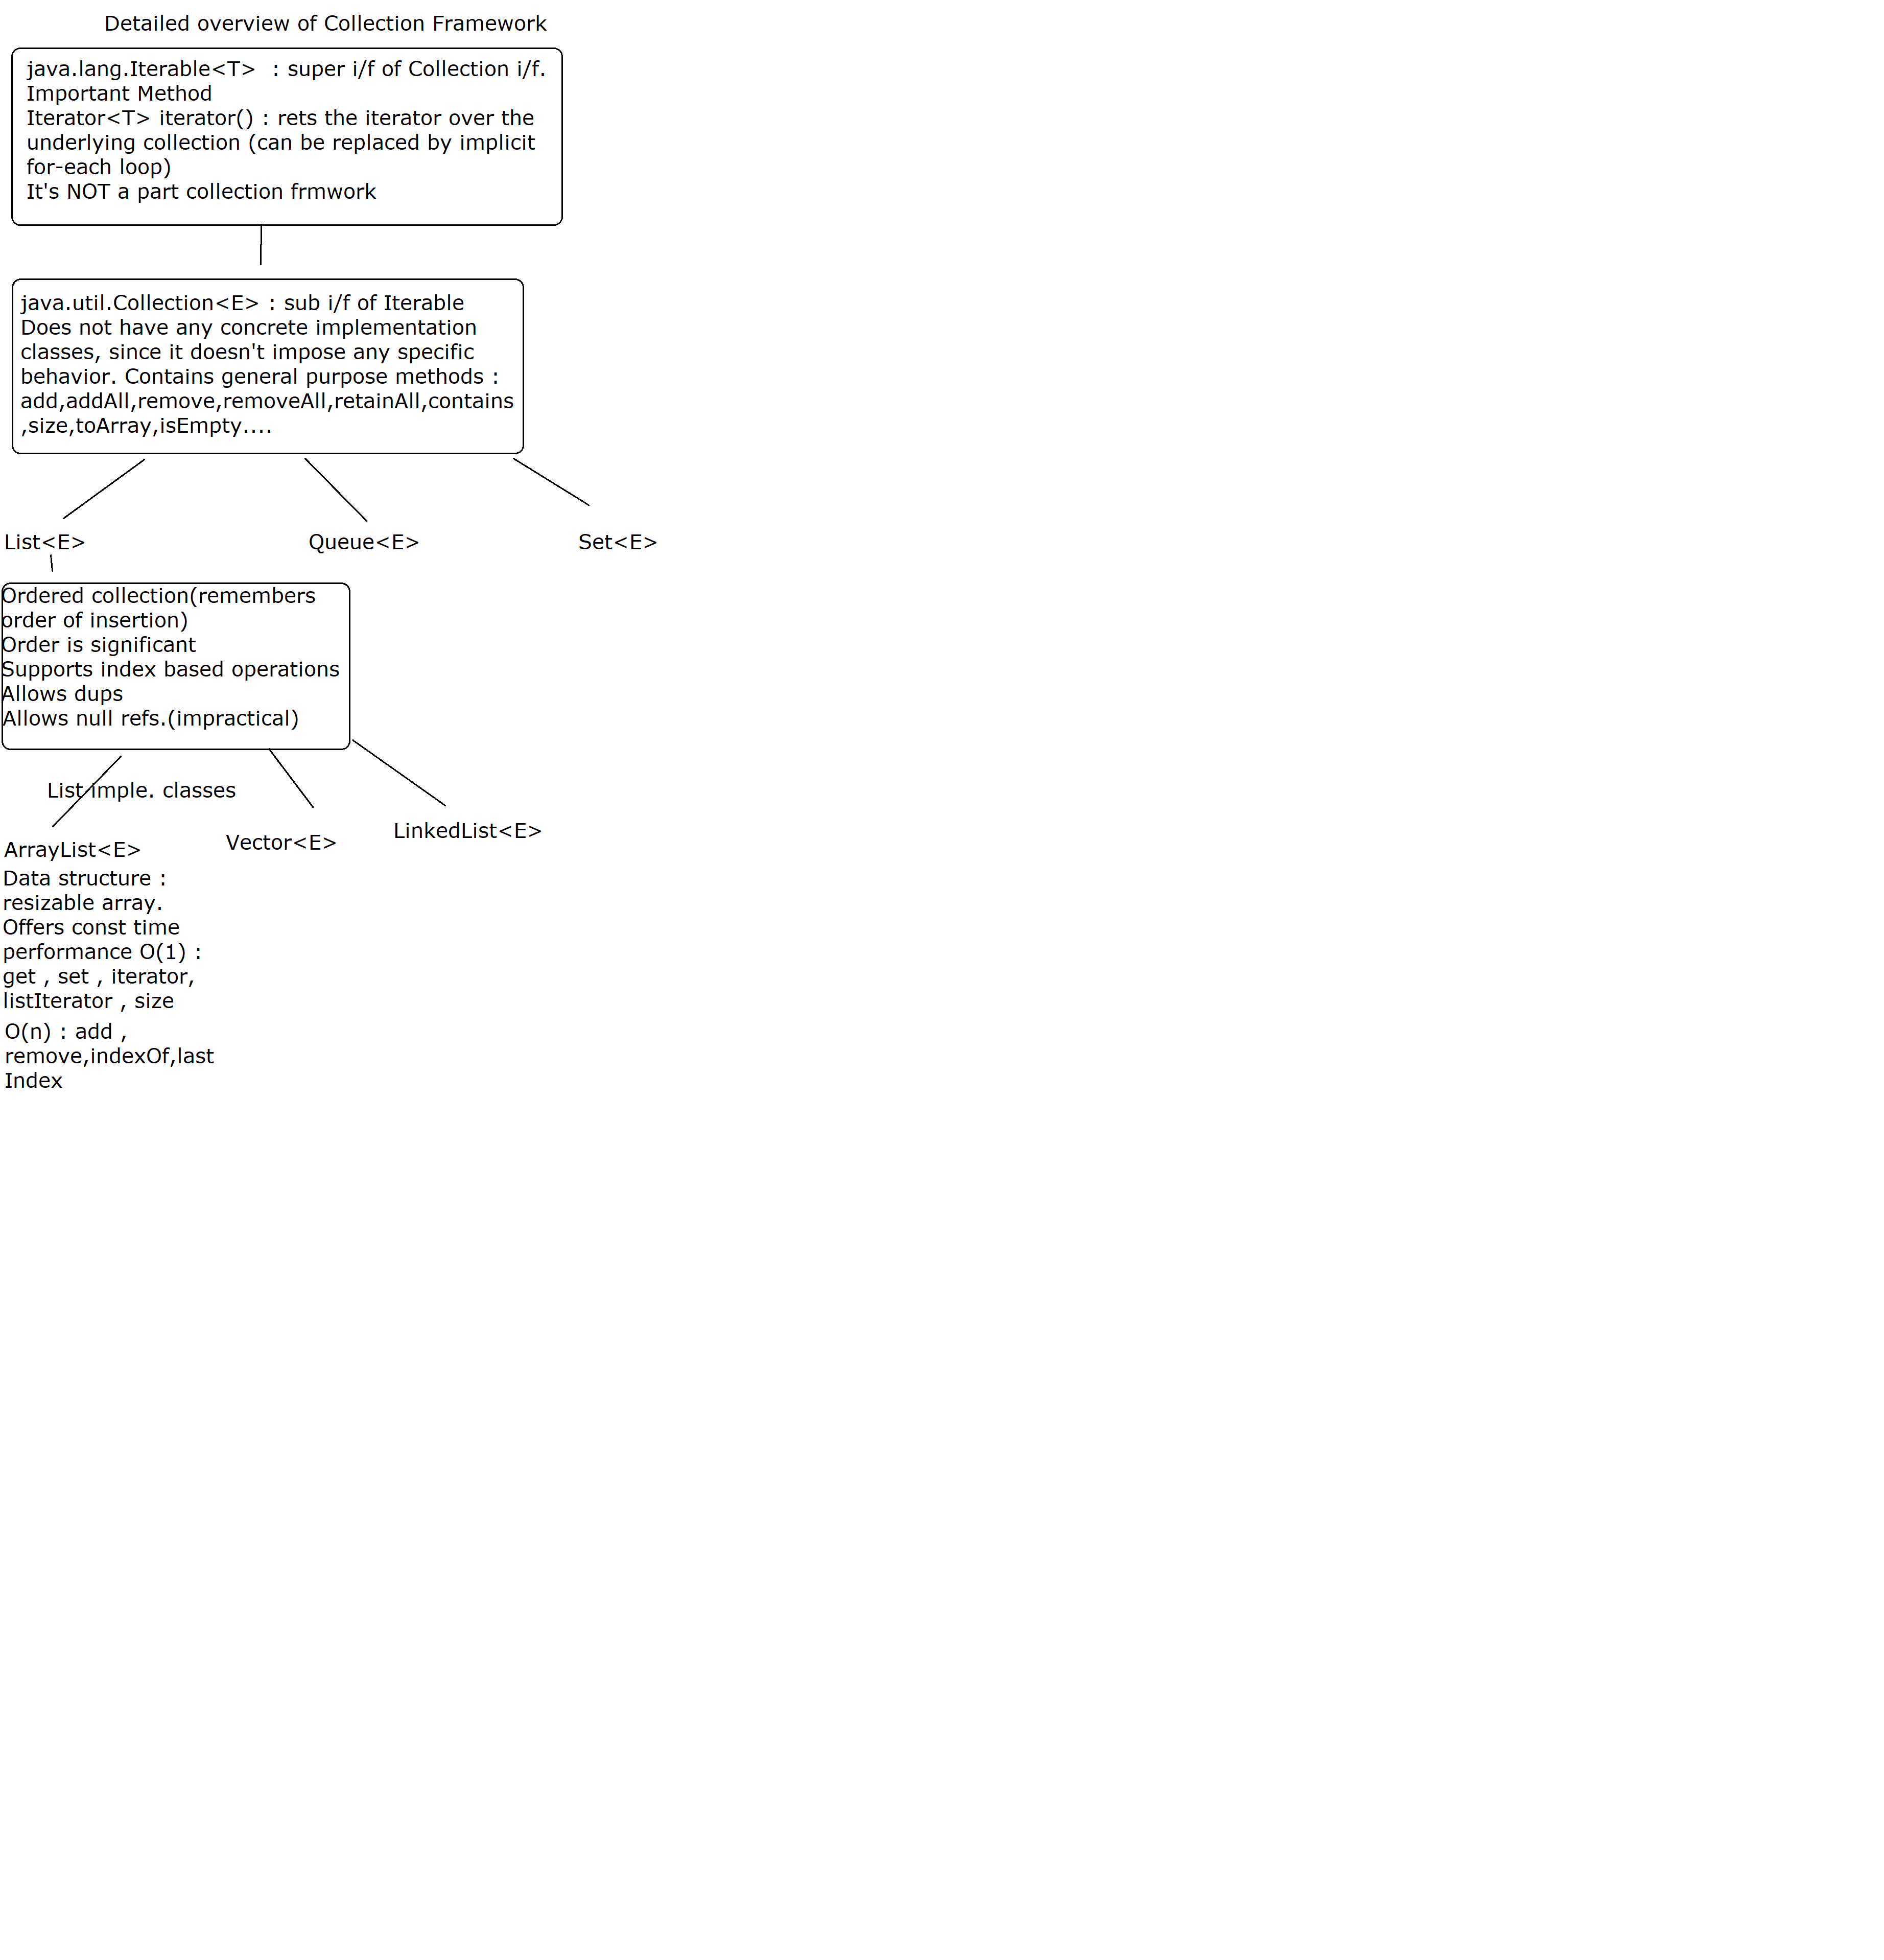 Detailed overview of Collection Framework
java.lang.Iterable<T>  : super i/f of Collection i/f.
Important Method
Iterator<T> iterator() : rets the iterator over the
underlying collection (can be replaced by implicit
for-each loop)
It's NOT a part collection frmwork
java.util.Collection<E> : sub i/f of Iterable
Does not have any concrete implementation
classes, since it doesn't impose any specific
behavior. Contains general purpose methods :
add,addAll,remove,removeAll,retainAll,contains
,size,toArray,isEmpty....
List<E>
Queue<E>
Set<E>
Ordered collection(remembers
order of insertion)
Order is significant
Supports index based operations
Allows dups
Allows null refs.(impractical)
List imple. classes
ArrayList<E>
Vector<E>
LinkedList<E>
Data structure :
resizable array.
Offers const time
performance O(1) :
get , set , iterator,
listIterator , size
O(n) : add ,
remove,indexOf,last
Index